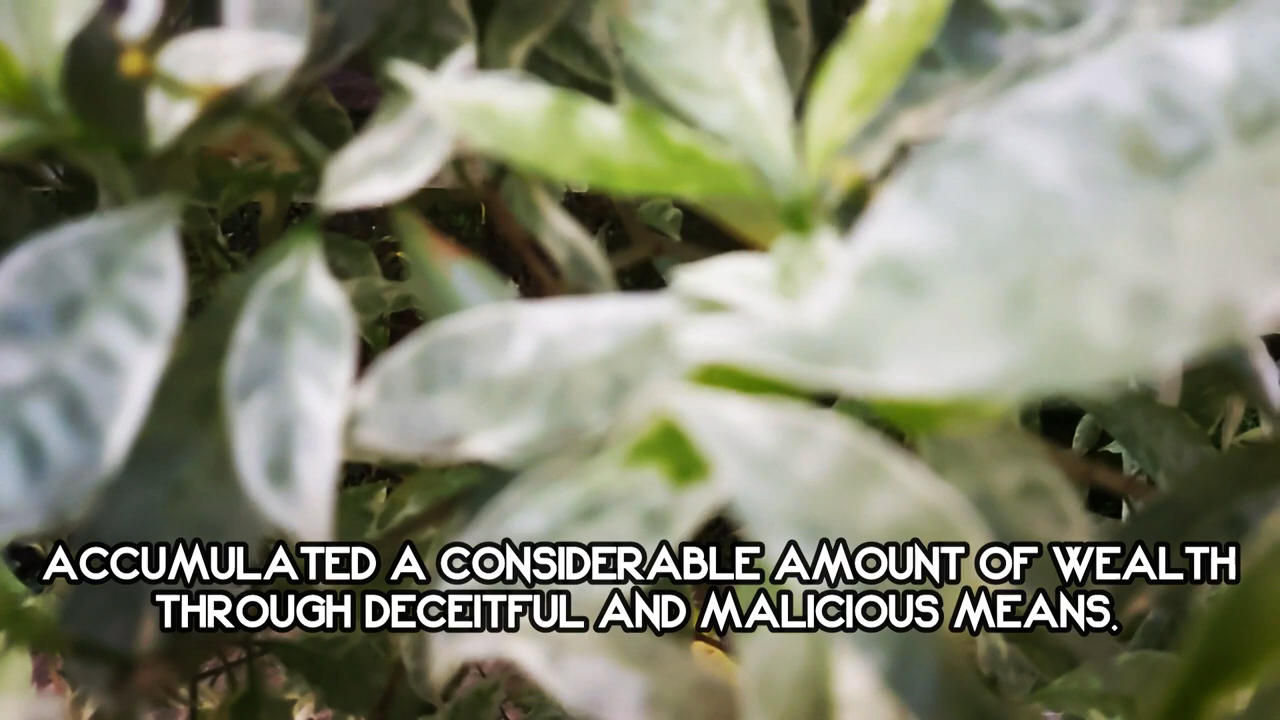 ACCUMULATED A CONSIDERABLE AMOUNT OF WEALTH
THROUGH DECEITFUL AND MALICIOUS MEANS.